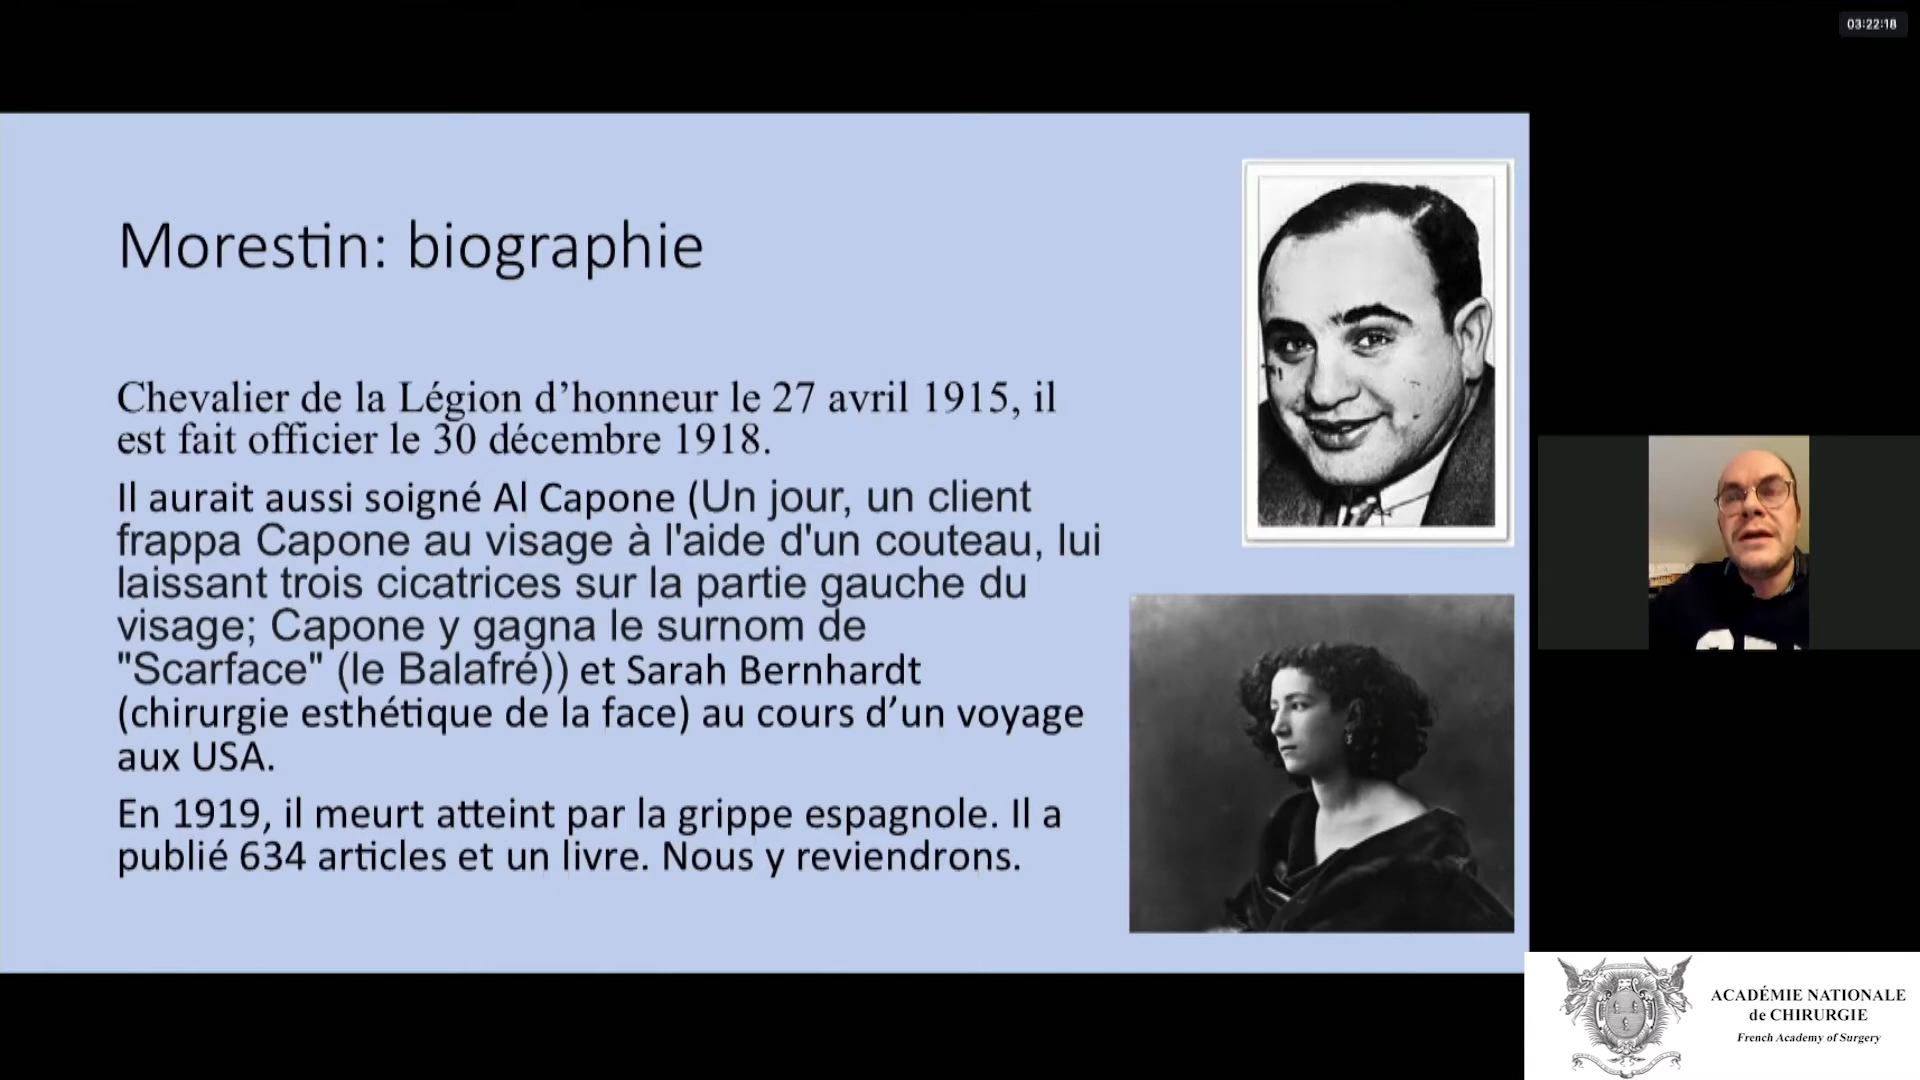 03:22:18
Morestin: biographie
Chevalier de la Légion d’honneur le 27 avril 1915, il
est fait officier le 30 décembre 1918.
Il aurait aussi soigné Al Capone (Un jour, un client
frappa Capone au visage à l'aide d'un couteau, lui
laissant trois cicatrices sur la partie gauche du
visage; Capone y gagna le surnom de
"Scarface" (le Balafré)) et Sarah Bernhardt
(chirurgie esthétique de la face) au cours d’un voyage
aux USA.
En 1919, il meurt atteint par la grippe espagnole. Il a
publié 634 articles et un livre. Nous y reviendrons.
ACADÉMIE NATIONALE
de CHIRURGIE
French Academy of Surgery